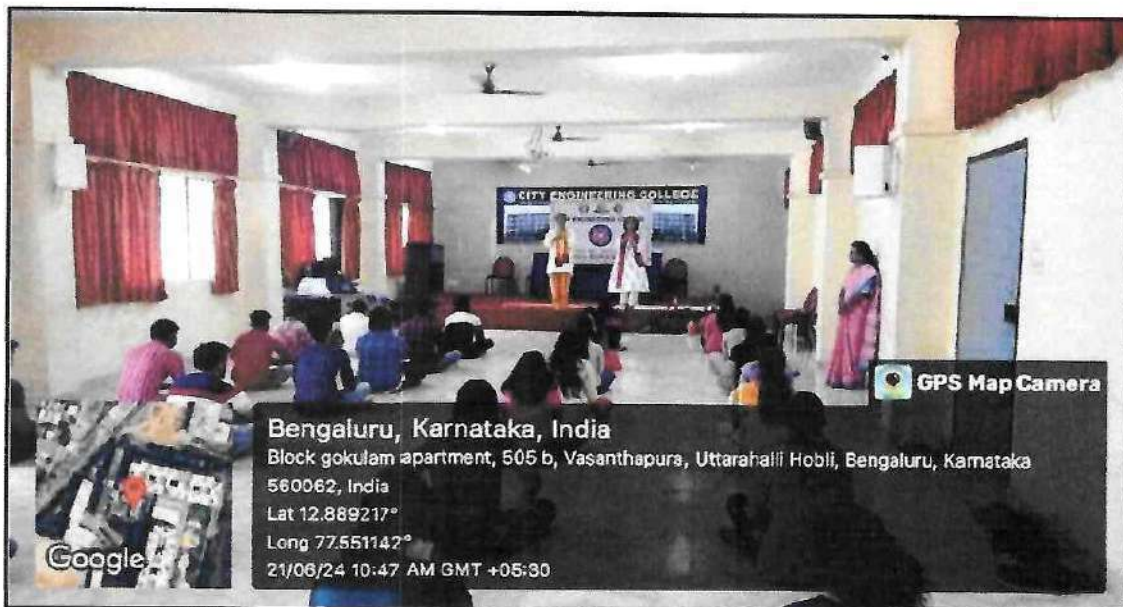 CITY ENGINEERING COLLEGE
GPS Map Camera
Bengaluru, Karnataka, India
Block gokulam apartment, 505 b, Vasanthapura, Uttarahalli Hobli, Bengaluru, Karnataka
560062, India
Lat 12.889217°
Long 77.551142°
21/06/24 10:47 AM GMT +05:30
Google